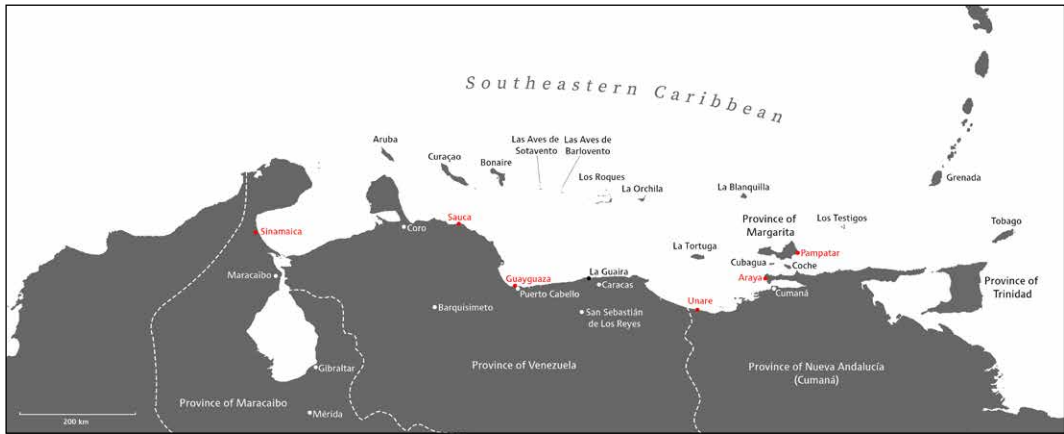 Southeastern Caribbean
Las Aves de
Sotavento
Las Aves de
Barlovento
Aruba
Curaçao
Bonaire
Los Roques
La Orchila
La Blanquilla
Grenada
Sauca
Province of
Margarita
Los Testigos
Tobago
Sinamaica
Coro
La Tortuga
Pampatar
Cubagua
Coche
Maracaibo
Guayguaza
La Guaira
Araya
Puerto Cabello
Caracas
Cumaná
Province of
Trinidad
Barquisimeto
San Sebastián
de Los Reyes
Unare
Gibraltar
Province of Venezuela
Province of Nueva Andalucía
(Cumaná)
Province of Maracaibo
Mérida
200 km